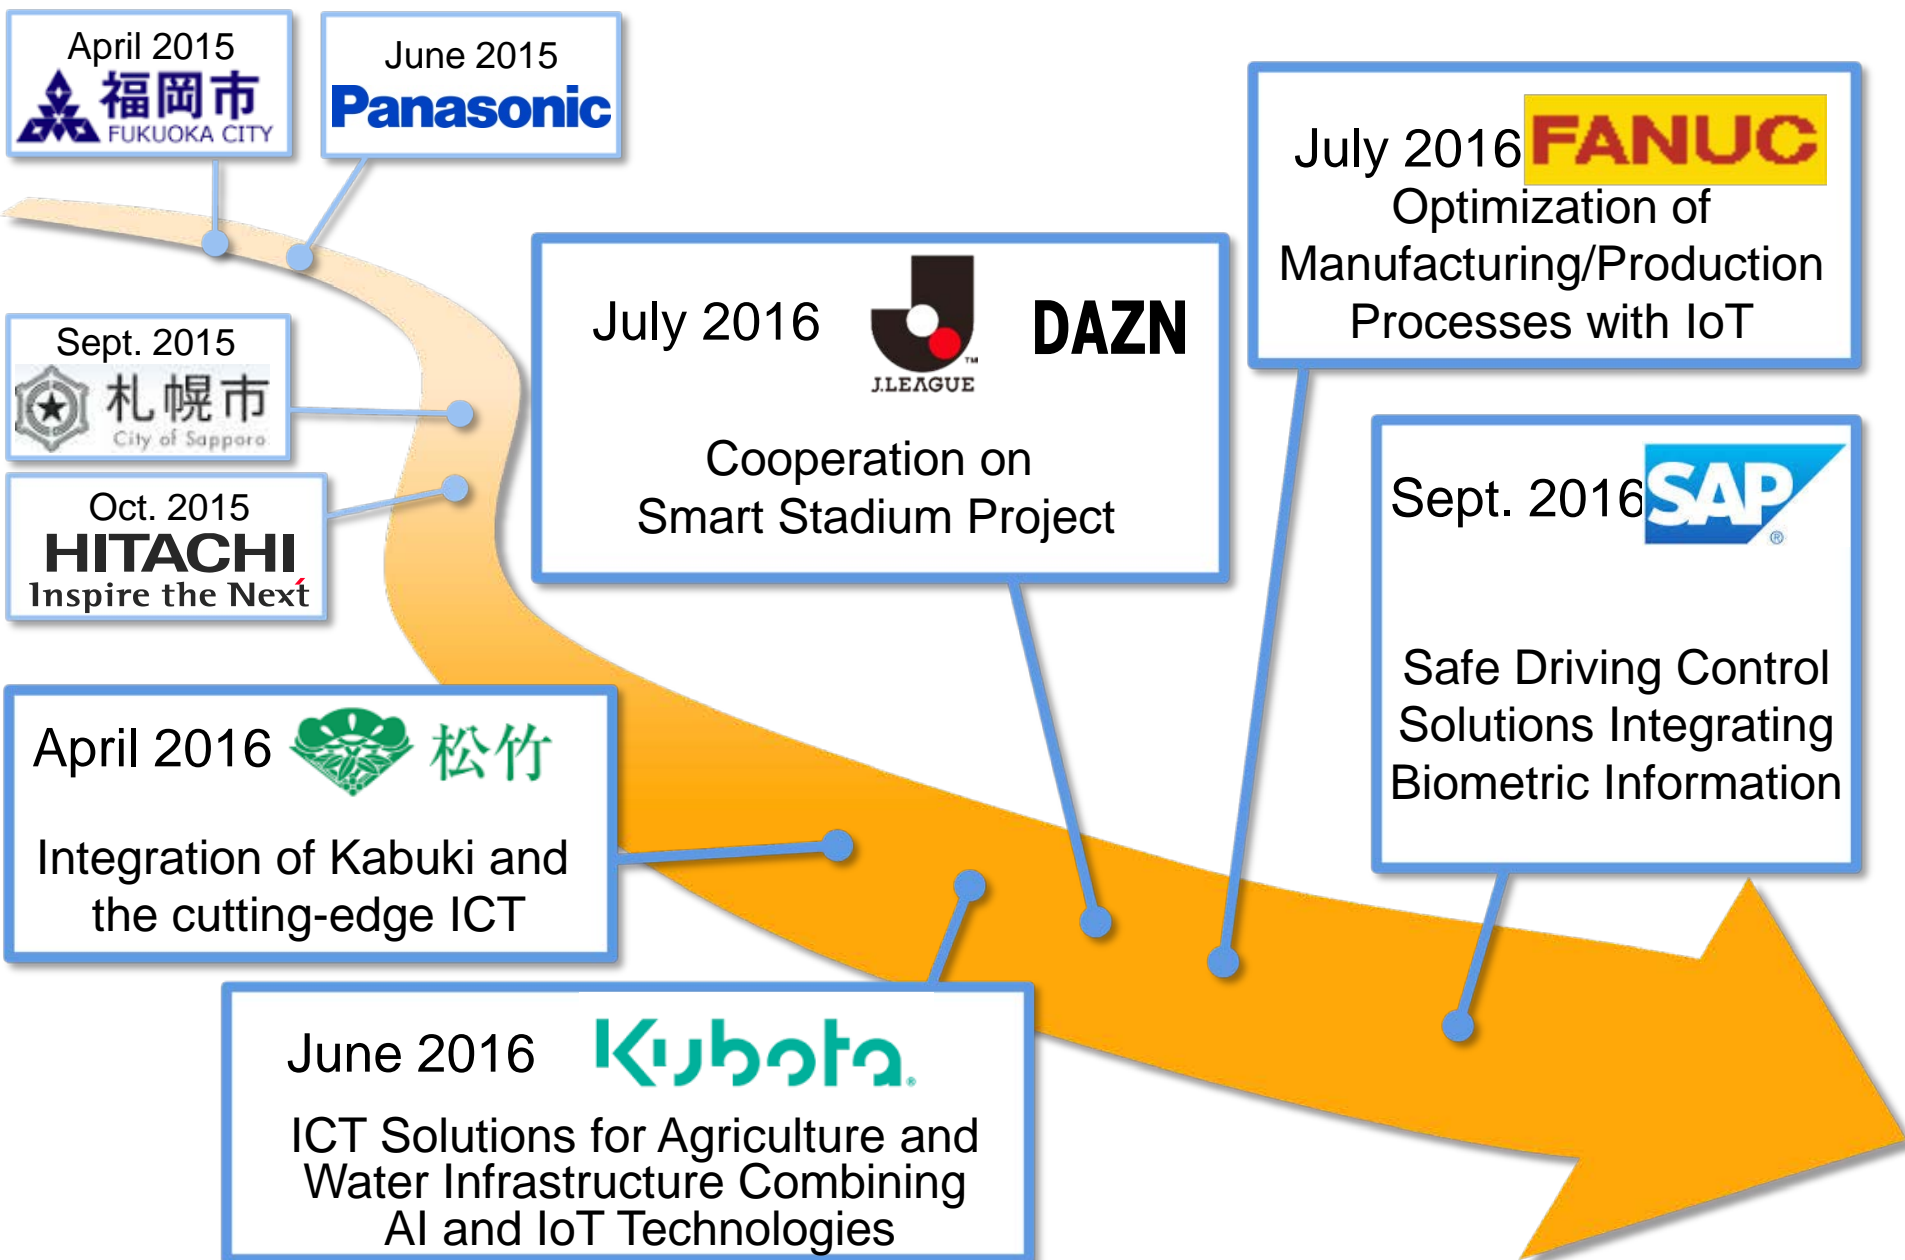 April 2015
福岡市
FUKUOKA CITY
June 2015
Panasonic
Sept. 2015
札幌市
City of Sapporo
Oct. 2015
HITACHI
Inspire the Next
April 2016 松竹
Integration of Kabuki and
the cutting-edge ICT
June 2016 Kubota®
ICT Solutions for Agriculture and
Water Infrastructure Combining
AI and IoT Technologies
July 2016 DAZN
TM
J.LEAGUE
Cooperation on
Smart Stadium Project
July 2016 FANUC
Optimization of
Manufacturing/Production
Processes with IoT
Sept. 2016 SAP®
Safe Driving Control
Solutions Integrating
Biometric Information